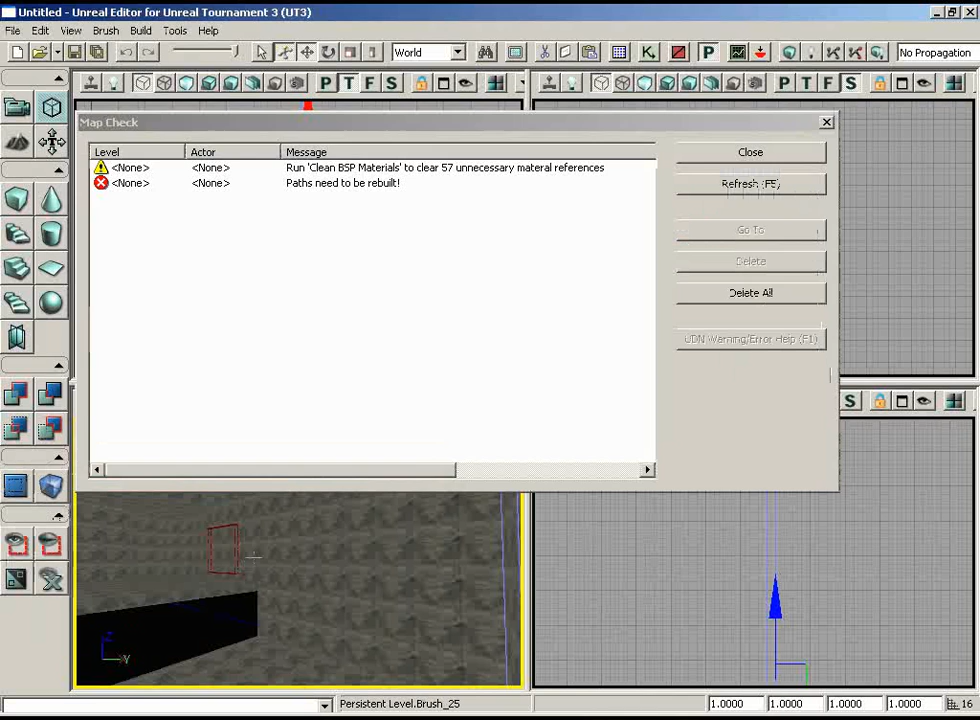 Untitled - Unreal Editor for Unreal Tournament 3 (UT3)
File Edit View Brush Build Tools Help
World
P
No Propagation
P T F S
P T F S
Map Check
Level Actor Message
<None> <None> Run 'Clean BSP Materials' to clear 57 unnecessary materal references
<None> <None> Paths need to be rebuilt!
Close
Refresh (F5)
Go To
Delete
Delete All
UDN Warning/Error Help (F1)
S
Y
Persistent Level.Brush_25
1.0000 1.0000 1.0000 1.0000 16